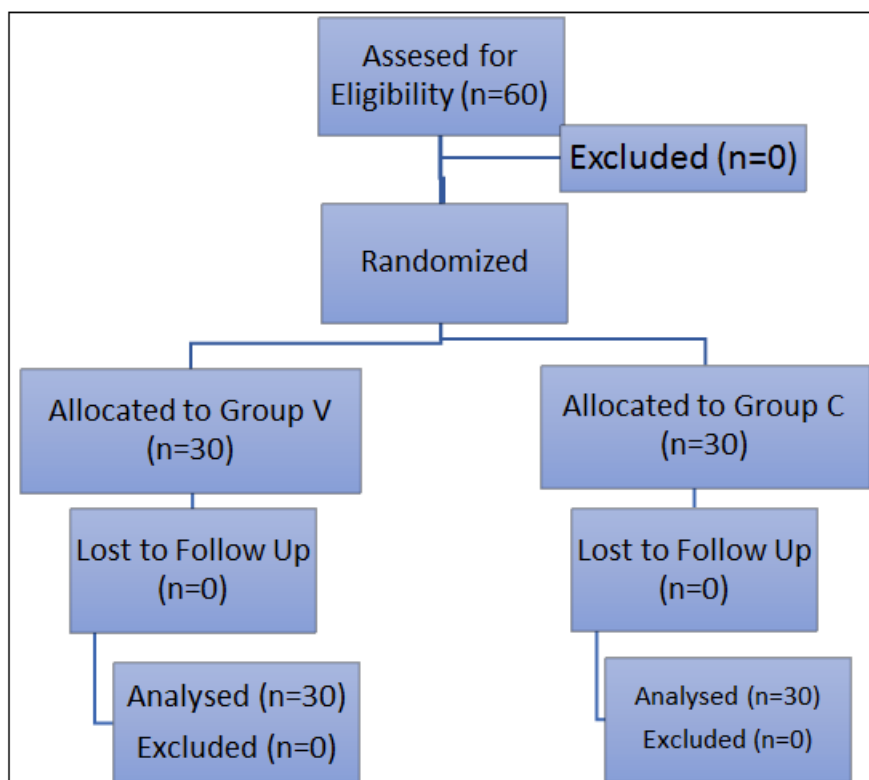 Assesed for
Eligibility (n=60)
Excluded (n=0)
Randomized
Allocated to Group V
(n=30)
Allocated to Group C
(n=30)
Lost to Follow Up
(n=0)
Lost to Follow Up
(n=0)
Analysed (n=30)
Excluded (n=0)
Analysed (n=30)
Excluded (n=0)